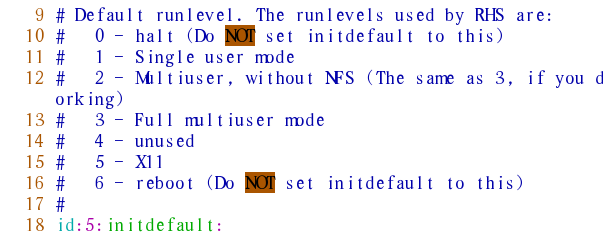 9 # Default runlevel. The runlevels used by RHS are:
10 #   0 - halt (Do NOT set initdefault to this)
11 #   1 - Single user mode
12 #   2 - Multiuser, without NFS (The same as 3, if you d
orking)
13 #   3 - Full multiuser mode
14 #   4 - unused
15 #   5 - X11
16 #   6 - reboot (Do NOT set initdefault to this)
17 #
18 id:5:initdefault: